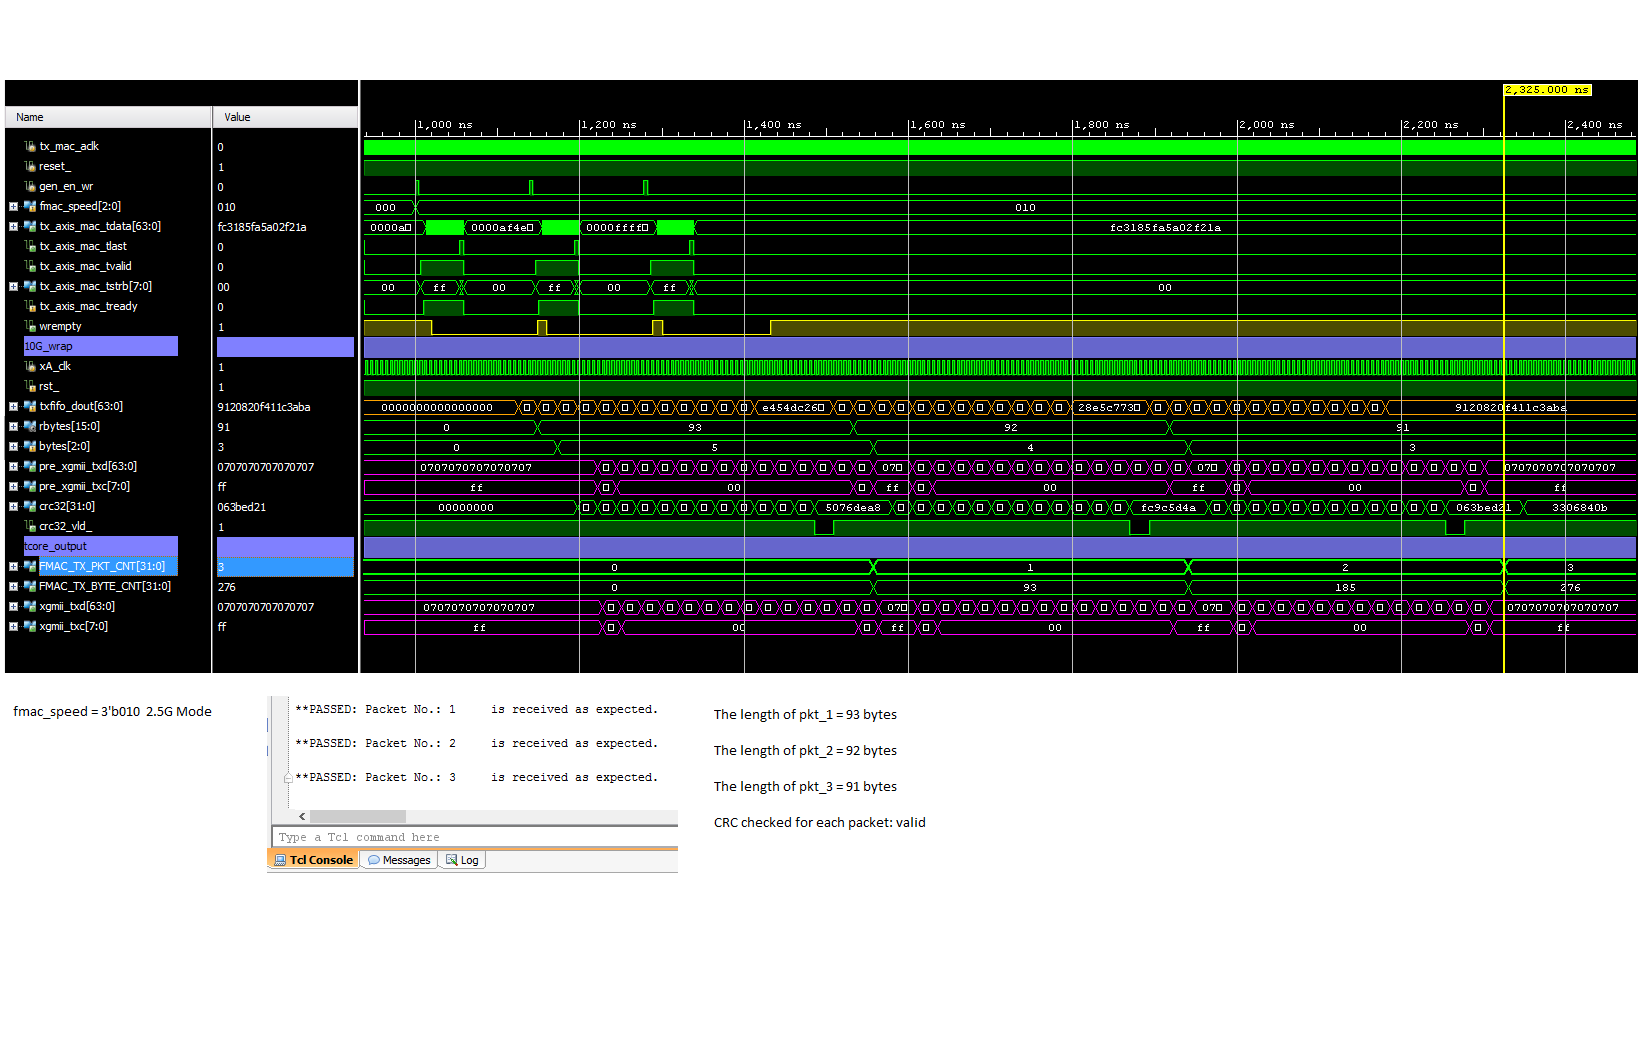 2,325.000 ns
Name Value
1,000 ns 1,200 ns 1,400 ns 1,600 ns 1,800 ns 2,000 ns 2,200 ns 2,400 ns
tx_mac_aclk 0
reset_ 1
gen_en_wr 0
fmac_speed[2:0] 010 000 010
tx_axis_mac_tdata[63:0] fc3185fa5a02f21a 0000a 0000af4e 0000ffff fc3185fa5a02f21a
tx_axis_mac_tlast 0
tx_axis_mac_tvalid 0
tx_axis_mac_tstrb[7:0] 00 00 ff 00 ff 00 ff 00
tx_axis_mac_tready 0
wrempty 1
10G_wrap
xA_clk 1
rst_ 1
txfifo_dout[63:0] 9120820f411c3aba 0000000000000000 e454dc26 28e5c773 9120820f411c3aba
rbytes[15:0] 91 0 93 92 91
bytes[2:0] 3 0 5 4 3
pre_xgmii_txd[63:0] 0707070707070707 0707070707070707 07 07 0707070707070707
pre_xgmii_txc[7:0] ff ff 00 ff 00 ff 00 ff
crc32[31:0] 063bed21 00000000 5076dea8 fc9c5d4a 063bed21 3306840b
crc32_vld_ 1
tcore_output
FMAC_TX_PKT_CNT[31:0] 3 0 1 2 3
FMAC_TX_BYTE_CNT[31:0] 276 0 93 185 276
xgmii_txd[63:0] 0707070707070707 0707070707070707 07 07 0707070707070707
xgmii_txc[7:0] ff ff 00 ff 00 ff 00 ff
fmac_speed = 3'b010 2.5G Mode
**PASSED: Packet No.: 1 is received as expected.
**PASSED: Packet No.: 2 is received as expected.
**PASSED: Packet No.: 3 is received as expected.
Type a Tcl command here
Tcl Console Messages Log
The length of pkt_1 = 93 bytes
The length of pkt_2 = 92 bytes
The length of pkt_3 = 91 bytes
CRC checked for each packet: valid